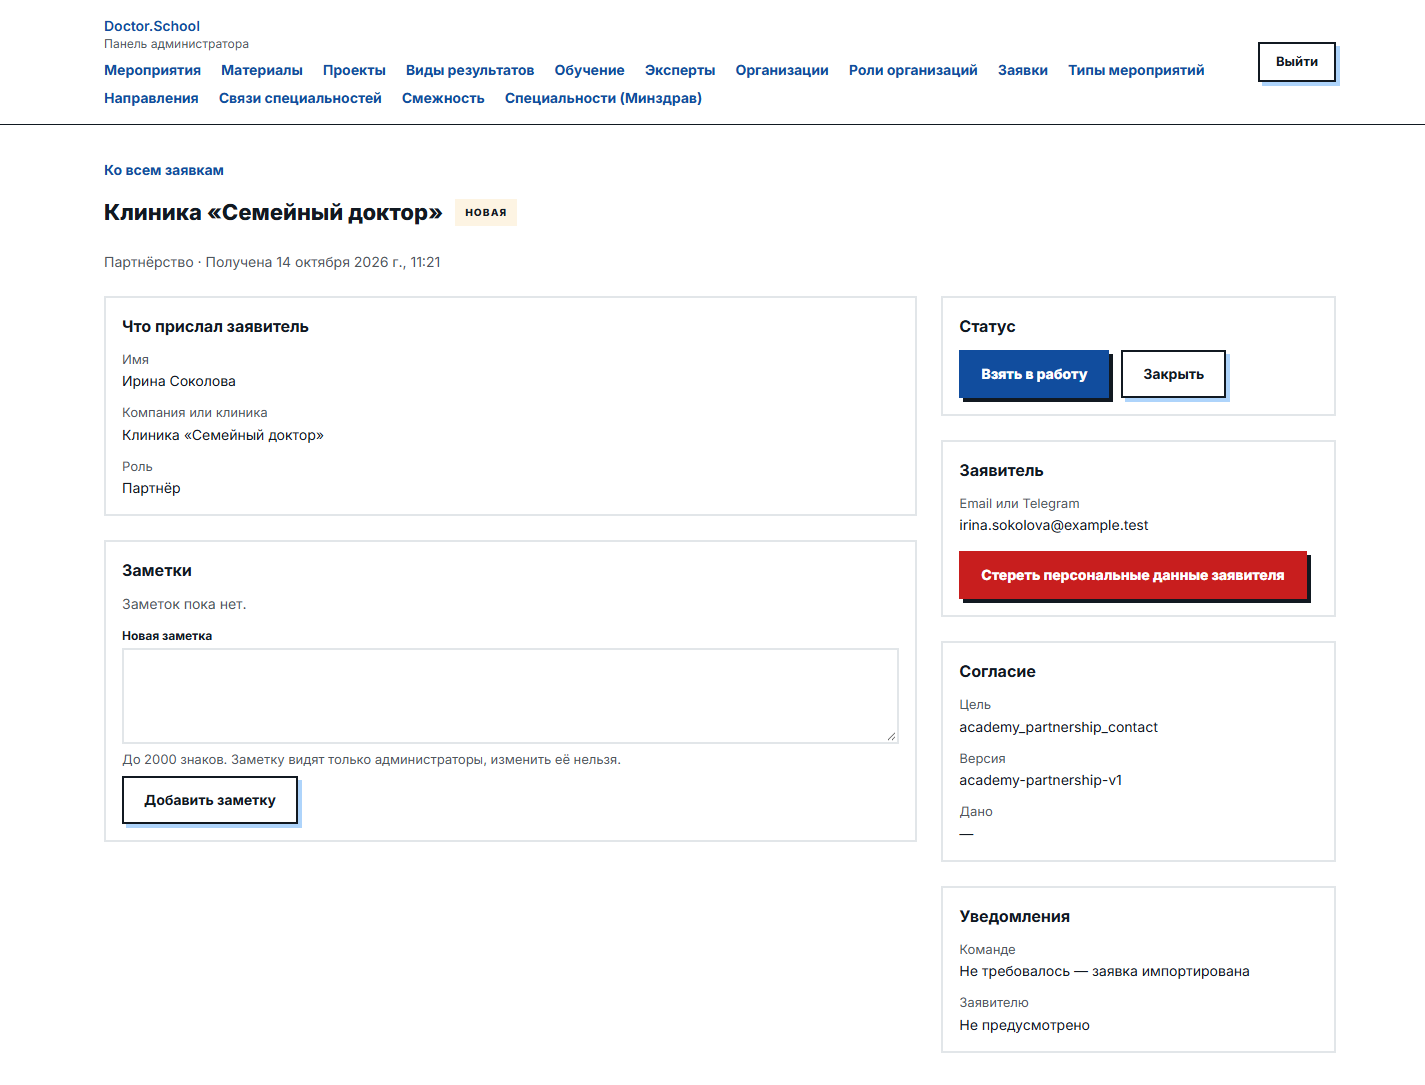 Doctor.School
Панель администратора
Мероприятия Материалы Проекты Виды результатов Обучение Эксперты Организации Роли организаций Заявки Типы мероприятий
Направления Связи специальностей Смежность Специальности (Минздрав)
Выйти
Ко всем заявкам
Клиника «Семейный доктор» НОВАЯ
Партнёрство · Получена 14 октября 2026 г., 11:21
Что прислал заявитель
Имя
Ирина Соколова
Компания или клиника
Клиника «Семейный доктор»
Роль
Партнёр
Заметки
Заметок пока нет.
Новая заметка
До 2000 знаков. Заметку видят только администраторы, изменить её нельзя.
Добавить заметку
Статус
Взять в работу Закрыть
Заявитель
Email или Telegram
irina.sokolova@example.test
Стереть персональные данные заявителя
Согласие
Цель
academy_partnership_contact
Версия
academy-partnership-v1
Дано
—
Уведомления
Команде
Не требовалось — заявка импортирована
Заявителю
Не предусмотрено